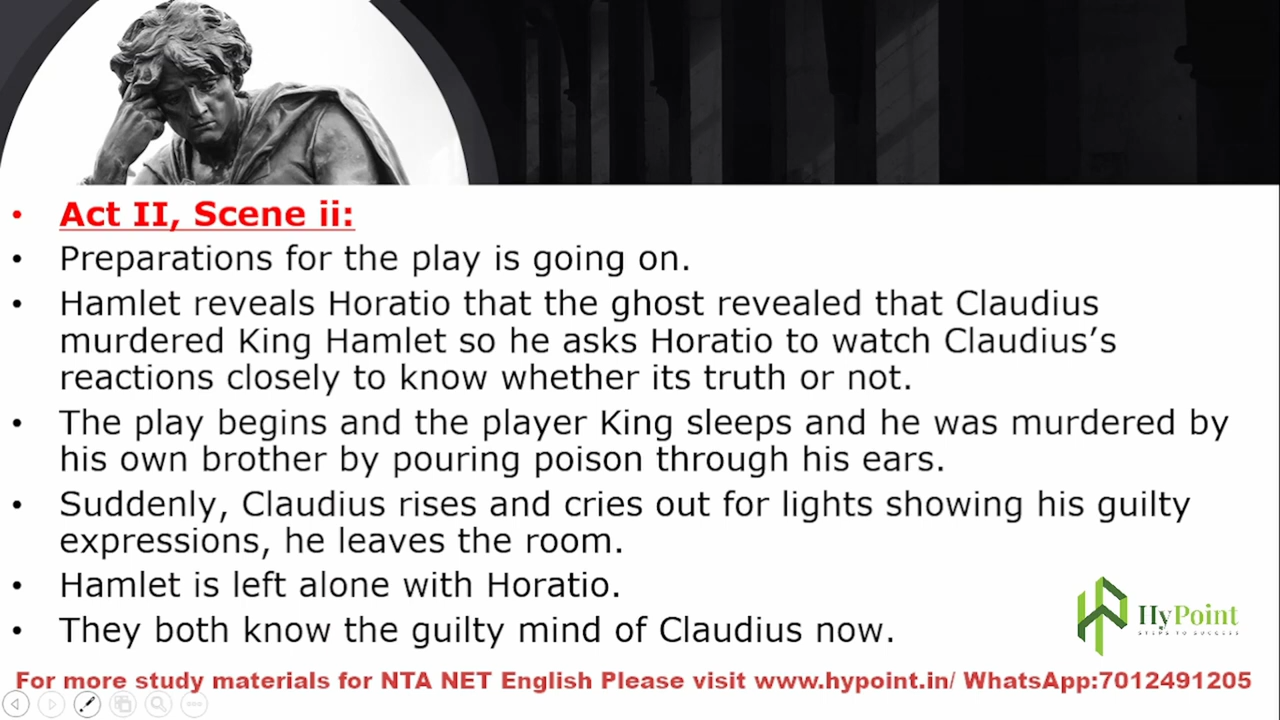 • Act II, Scene ii:
• Preparations for the play is going on.
• Hamlet reveals Horatio that the ghost revealed that Claudius
murdered King Hamlet so he asks Horatio to watch Claudius’s
reactions closely to know whether its truth or not.
• The play begins and the player King sleeps and he was murdered by
his own brother by pouring poison through his ears.
• Suddenly, Claudius rises and cries out for lights showing his guilty
expressions, he leaves the room.
• Hamlet is left alone with Horatio.
• They both know the guilty mind of Claudius now.
HyPoint
STEPS TO SUCCESS
For more study materials for NTA NET English Please visit www.hypoint.in/ WhatsApp:7012491205